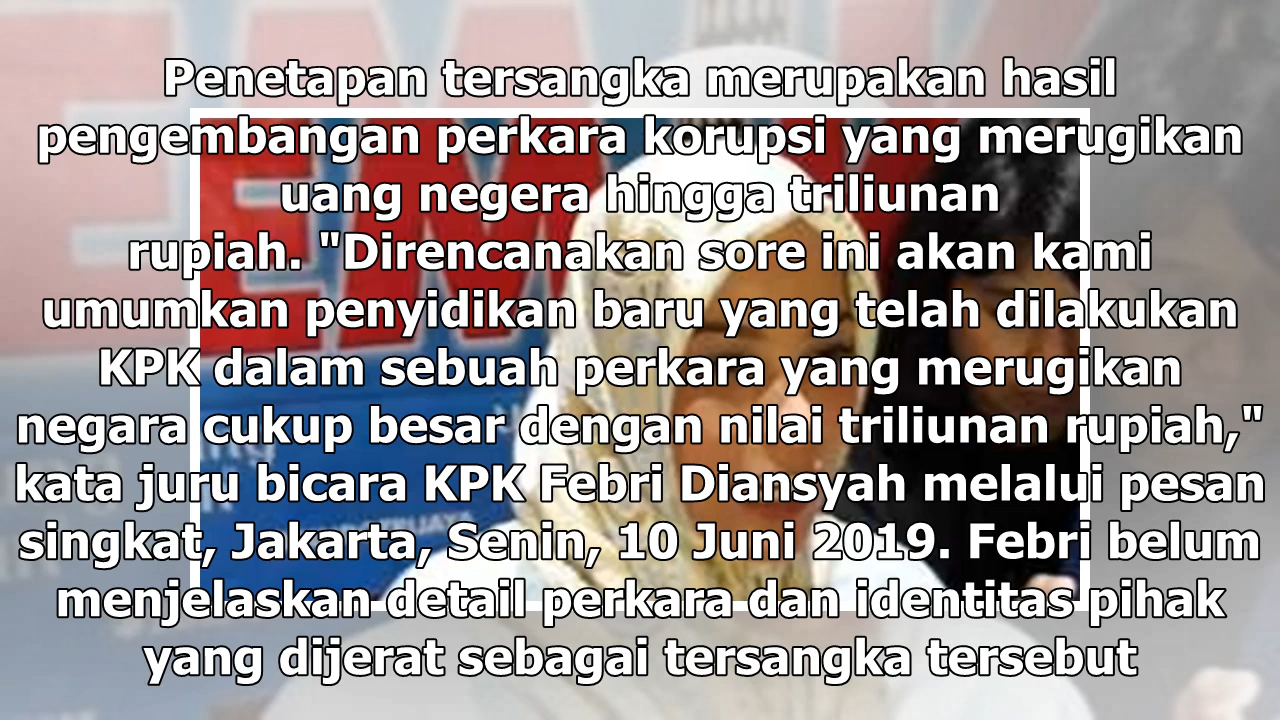 Penetapan tersangka merupakan hasil
pengembangan perkara korupsi yang merugikan
uang negera hingga triliunan
rupiah. "Direncanakan sore ini akan kami
umumkan penyidikan baru yang telah dilakukan
KPK dalam sebuah perkara yang merugikan
negara cukup besar dengan nilai triliunan rupiah,"
kata juru bicara KPK Febri Diansyah melalui pesan
singkat, Jakarta, Senin, 10 Juni 2019. Febri belum
menjelaskan detail perkara dan identitas pihak
yang dijerat sebagai tersangka tersebut